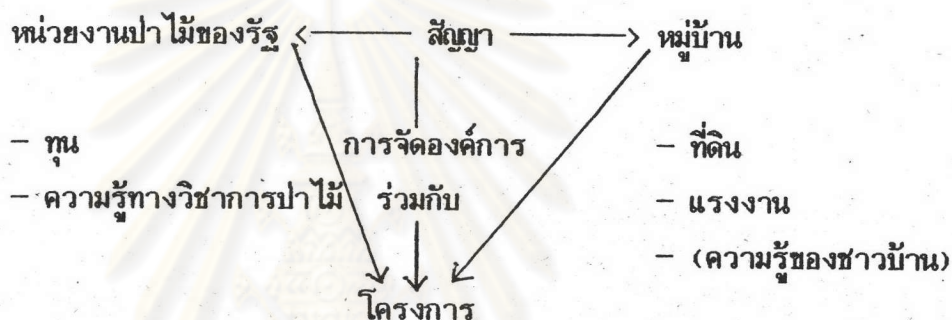 หน่วยงานป่าไม้ของรัฐ สัญญา หมู่บ้าน
- ทุน การจัดองค์การ - ที่ดิน
- ความรู้ทางวิชาการป่าไม้ ร่วมกับ - แรงงาน
- (ความรู้ของชาวบ้าน)
โครงการ